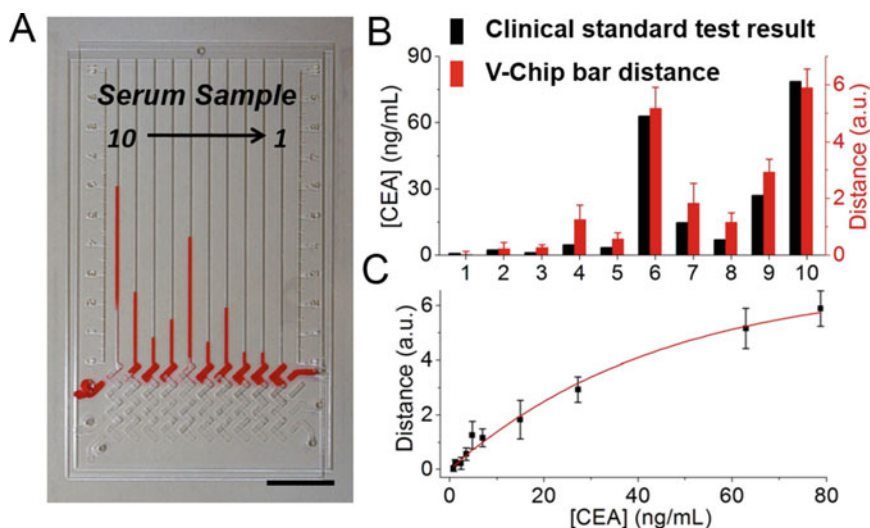 A
Serum Sample
10 1
B
Clinical standard test result
V-Chip bar distance
90
60
30
0
[CEA] (ng/mL)
6
4
2
0
Distance (a.u.)
1 2 3 4 5 6 7 8 9 10
C
6
4
2
0
Distance (a.u.)
0 20 40 60 80
[CEA] (ng/mL)